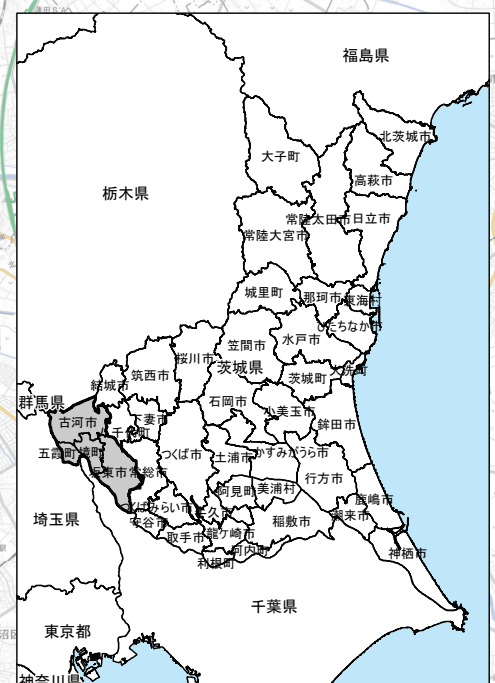 福島県
北茨城市
大子町
高萩市
栃木県
常陸太田市
日立市
常陸大宮市
城里町
那珂市
東海村
ひたちなか市
水戸市
笠間市
桜川市
茨城県
大洗町
筑西市
茨城町
結城市
石岡市
小美玉市
群馬県
古河市
下妻市
八千代町
鉾田市
五霞町
境町
つくば市
土浦市
かすみがうら市
坂東市
常総市
行方市
阿見町
美浦村
鹿嶋市
つくばみらい市
牛久市
潮来市
埼玉県
守谷市
稲敷市
取手市
龍ケ崎市
河内町
神栖市
利根町
千葉県
東京都
神奈川県